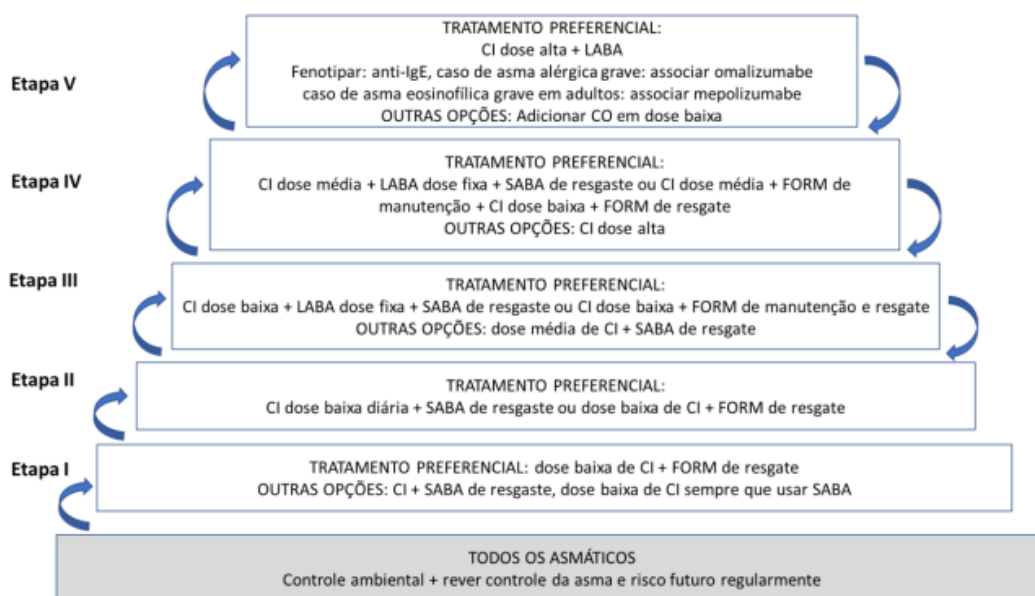 Etapa V
TRATAMENTO PREFERENCIAL:
CI dose alta + LABA
Fenotipar: anti-IgE, caso de asma alérgica grave: associar omalizumabe
caso de asma eosinofílica grave em adultos: associar mepolizumabe
OUTRAS OPÇÕES: Adicionar CO em dose baixa
Etapa IV
TRATAMENTO PREFERENCIAL:
CI dose média + LABA dose fixa + SABA de resgaste ou CI dose média + FORM de
manutenção + CI dose baixa + FORM de resgate
OUTRAS OPÇÕES: CI dose alta
Etapa III
TRATAMENTO PREFERENCIAL:
CI dose baixa + LABA dose fixa + SABA de resgaste ou CI dose baixa + FORM de manutenção e resgate
OUTRAS OPÇÕES: dose média de CI + SABA de resgate
Etapa II
TRATAMENTO PREFERENCIAL:
CI dose baixa diária + SABA de resgaste ou dose baixa de CI + FORM de resgate
Etapa I
TRATAMENTO PREFERENCIAL: dose baixa de CI + FORM de resgate
OUTRAS OPÇÕES: CI + SABA de resgaste, dose baixa de CI sempre que usar SABA
TODOS OS ASMÁTICOS
Controle ambiental + rever controle da asma e risco futuro regularmente